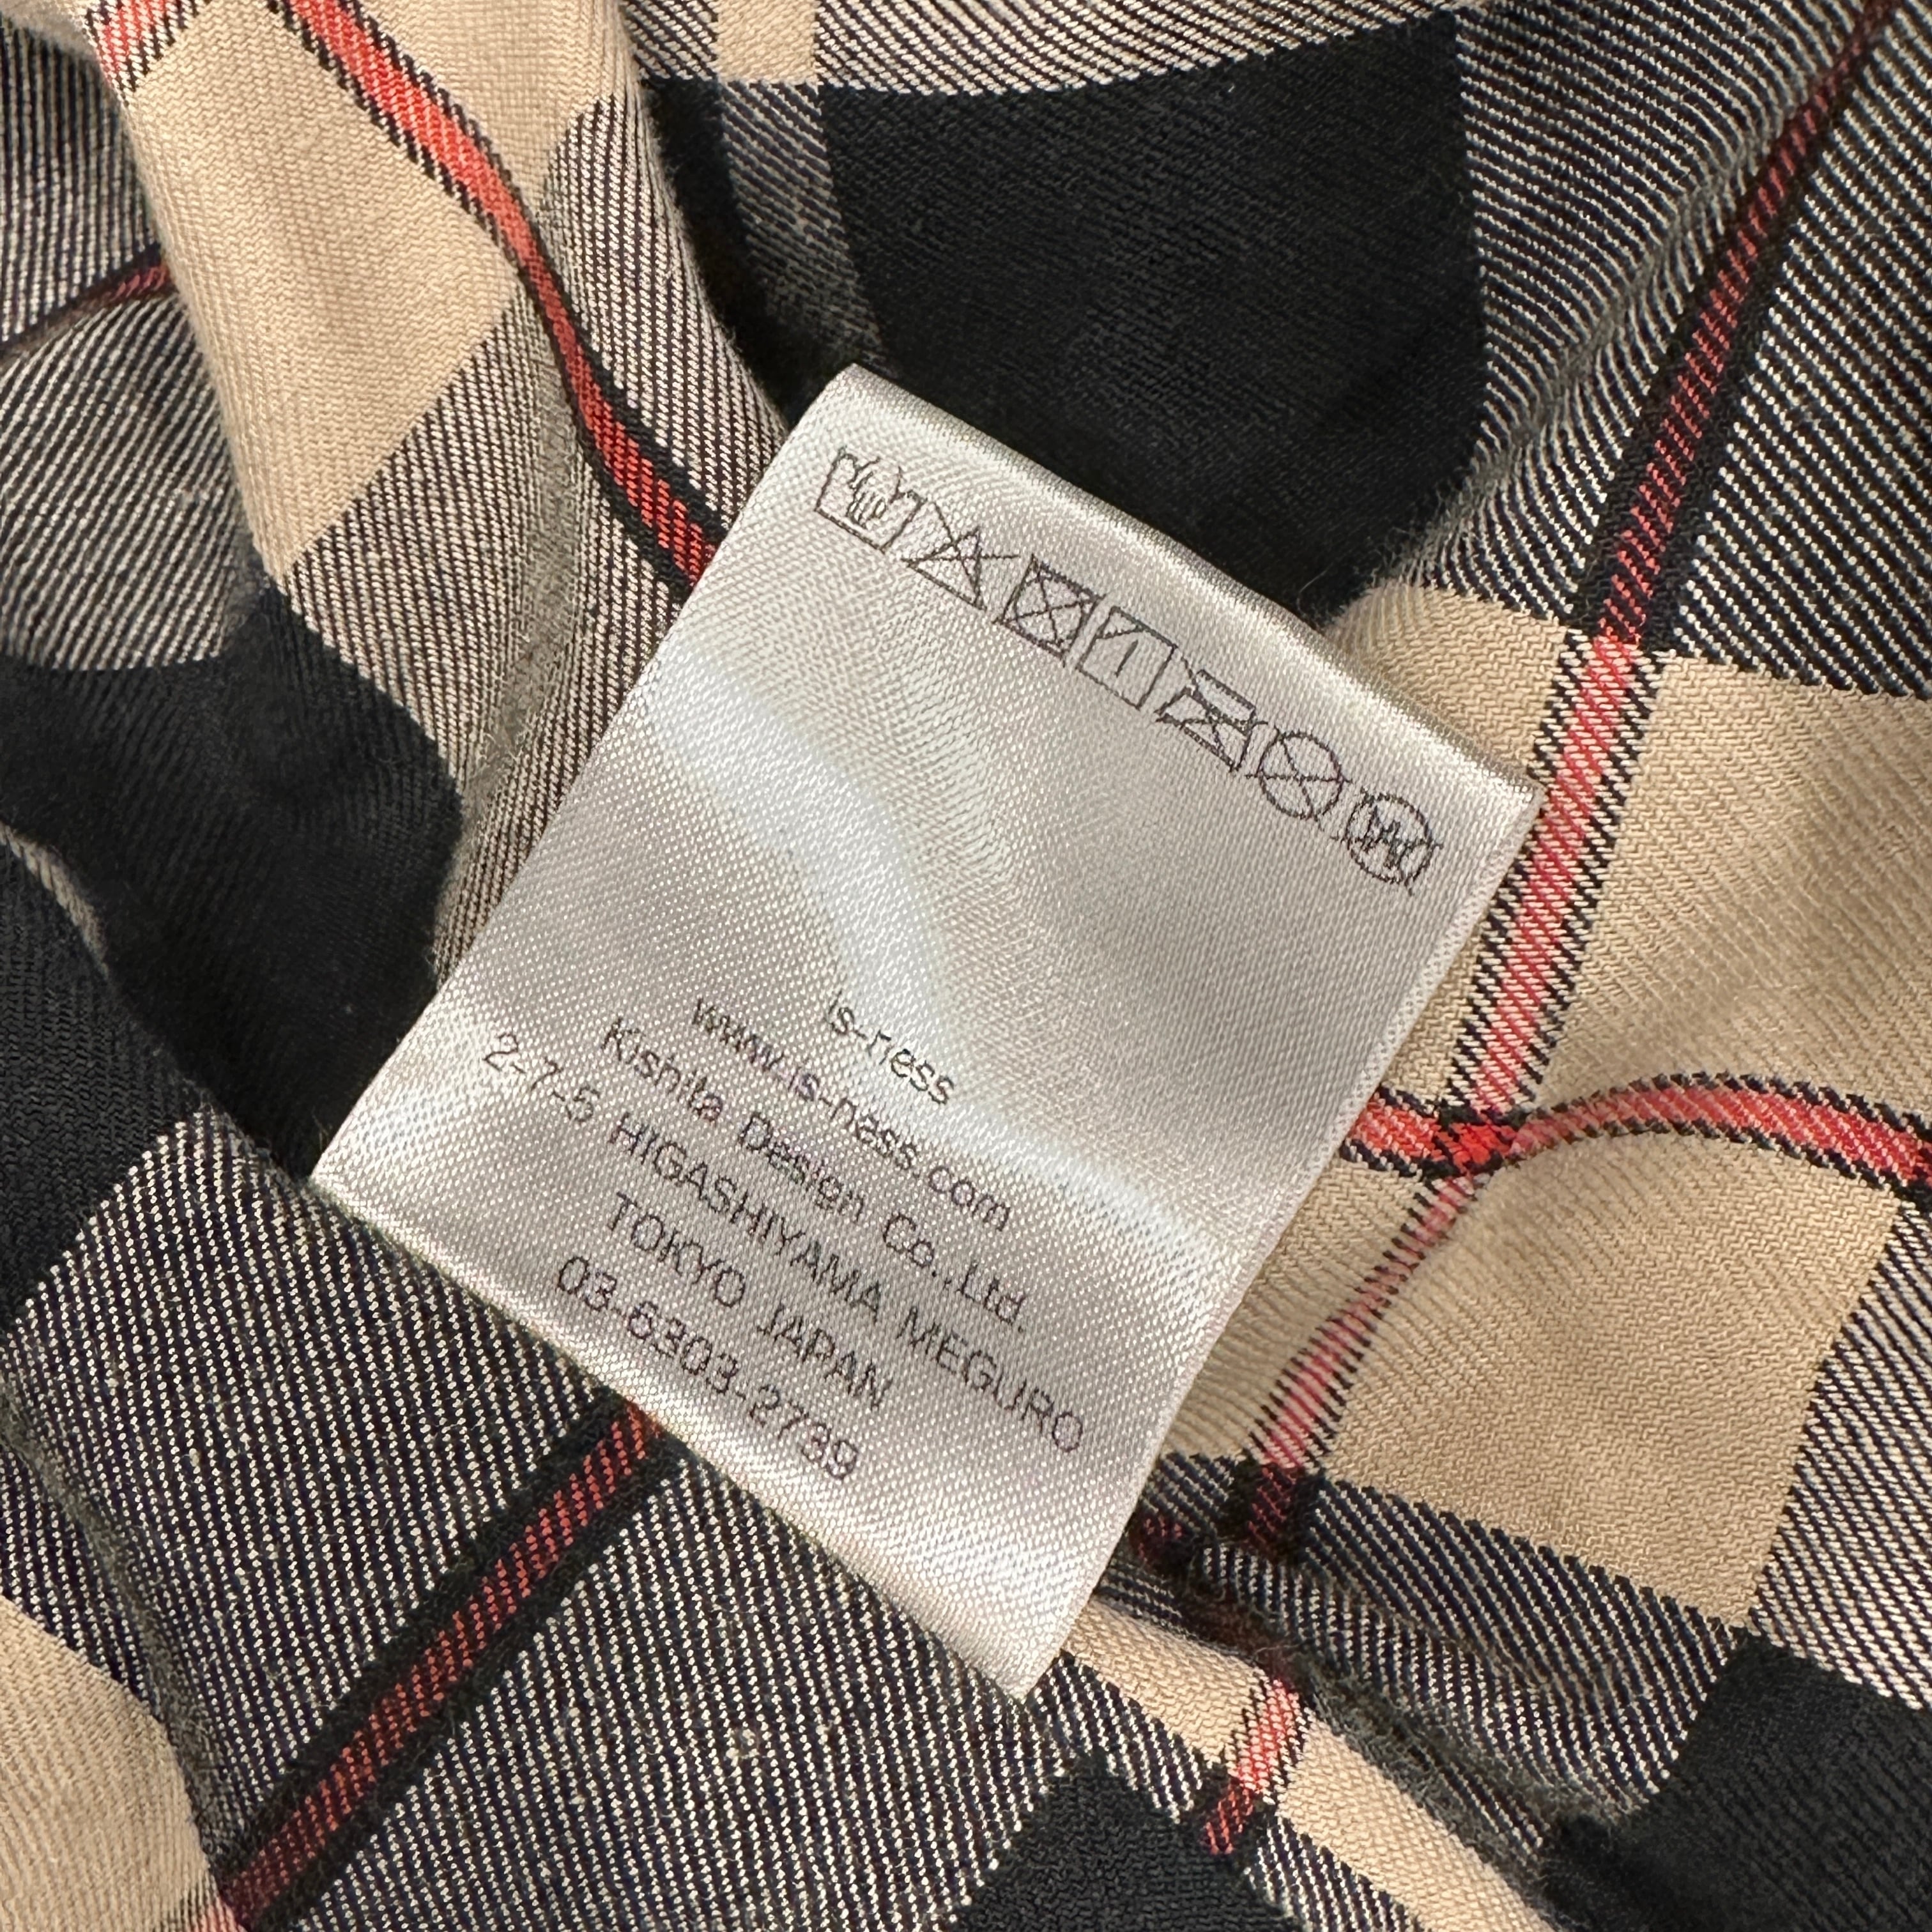 is-ness
www.is-ness.com
Kishita Design Co.,Ltd.
2-7-5 HIGASHIYAMA MEGURO
TOKYO JAPAN
03-6303-2739